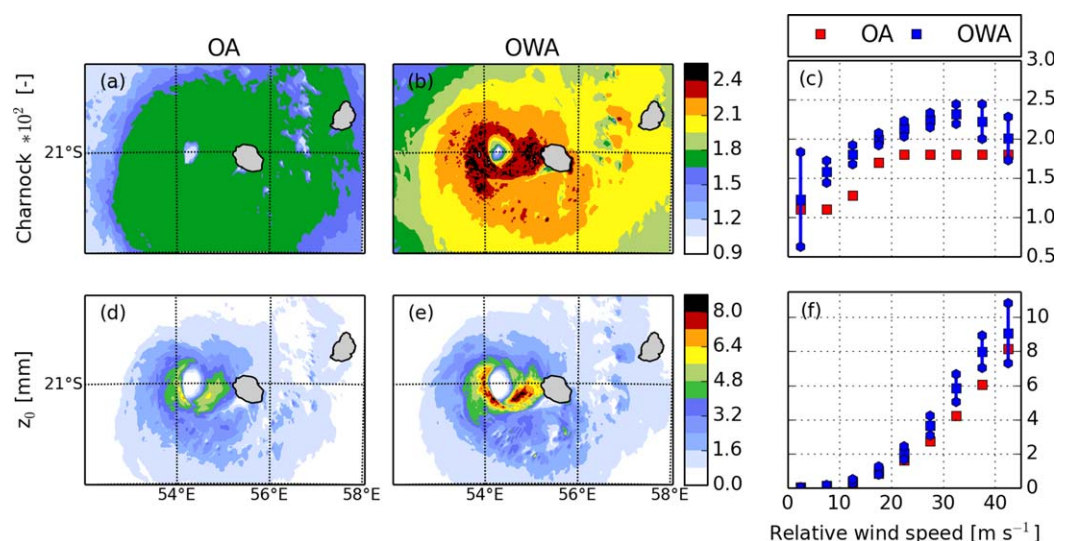 OA OWA
OA OWA
(a)
(b)
(c)
Charnock *10² [-]
21°S
2.4
2.1
1.8
1.5
1.2
0.9
3.0
2.5
2.0
1.5
1.0
0.5
(d)
(e)
(f)
z₀ [mm]
21°S
8.0
6.4
4.8
3.2
1.6
0.0
10
8
6
4
2
0
54°E 56°E 58°E 54°E 56°E 58°E
0 10 20 30 40
Relative wind speed [m s⁻¹]